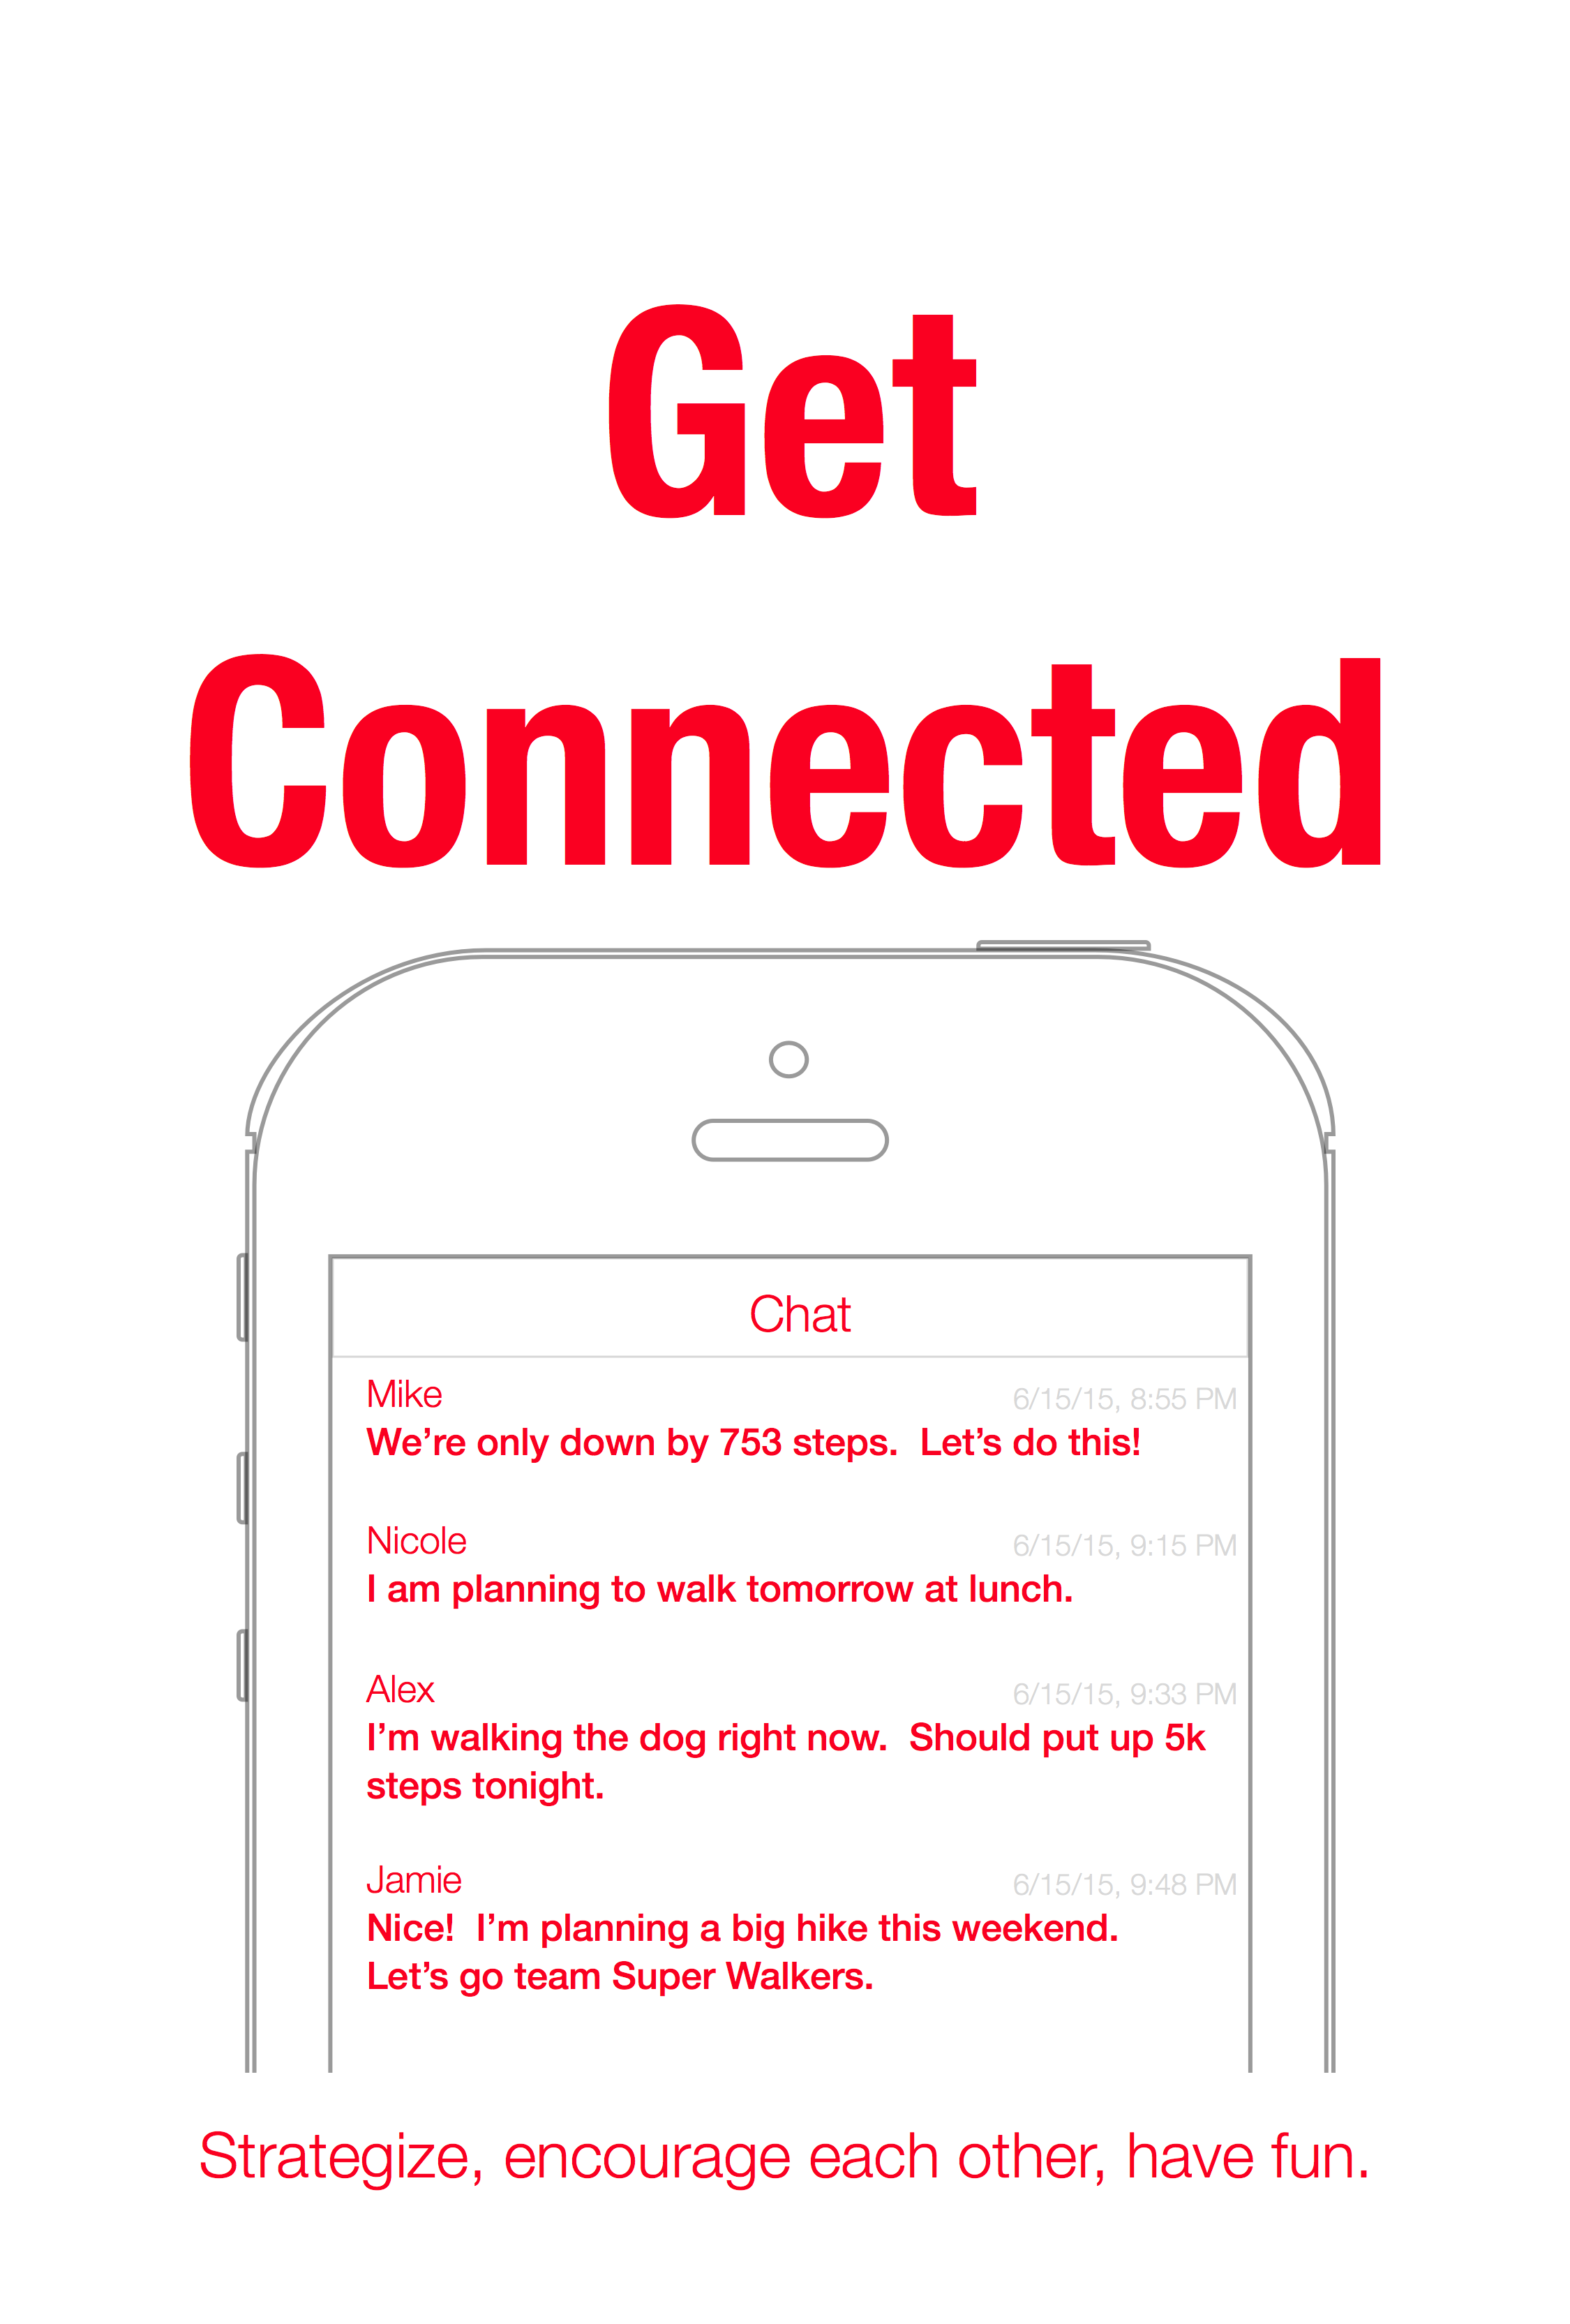 Get
Connected
Chat
Mike 6/15/15, 8:55 PM
We’re only down by 753 steps.  Let’s do this!
Nicole 6/15/15, 9:15 PM
I am planning to walk tomorrow at lunch.
Alex 6/15/15, 9:33 PM
I’m walking the dog right now.  Should put up 5k
steps tonight.
Jamie 6/15/15, 9:48 PM
Nice!  I’m planning a big hike this weekend.
Let’s go team Super Walkers.
Strategize, encourage each other, have fun.